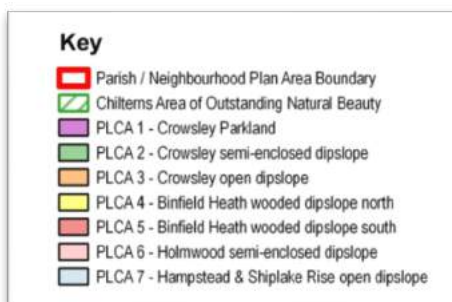 Key
Parish / Neighbourhood Plan Area Boundary
Chilterns Area of Outstanding Natural Beauty
PLCA 1 - Crowsley Parkland
PLCA 2 - Crowsley semi-enclosed dipslope
PLCA 3 - Crowsley open dipslope
PLCA 4 - Binfield Heath wooded dipslope north
PLCA 5 - Binfield Heath wooded dipslope south
PLCA 6 - Holmwood semi-enclosed dipslope
PLCA 7 - Hampstead & Shiplake Rise open dipslope